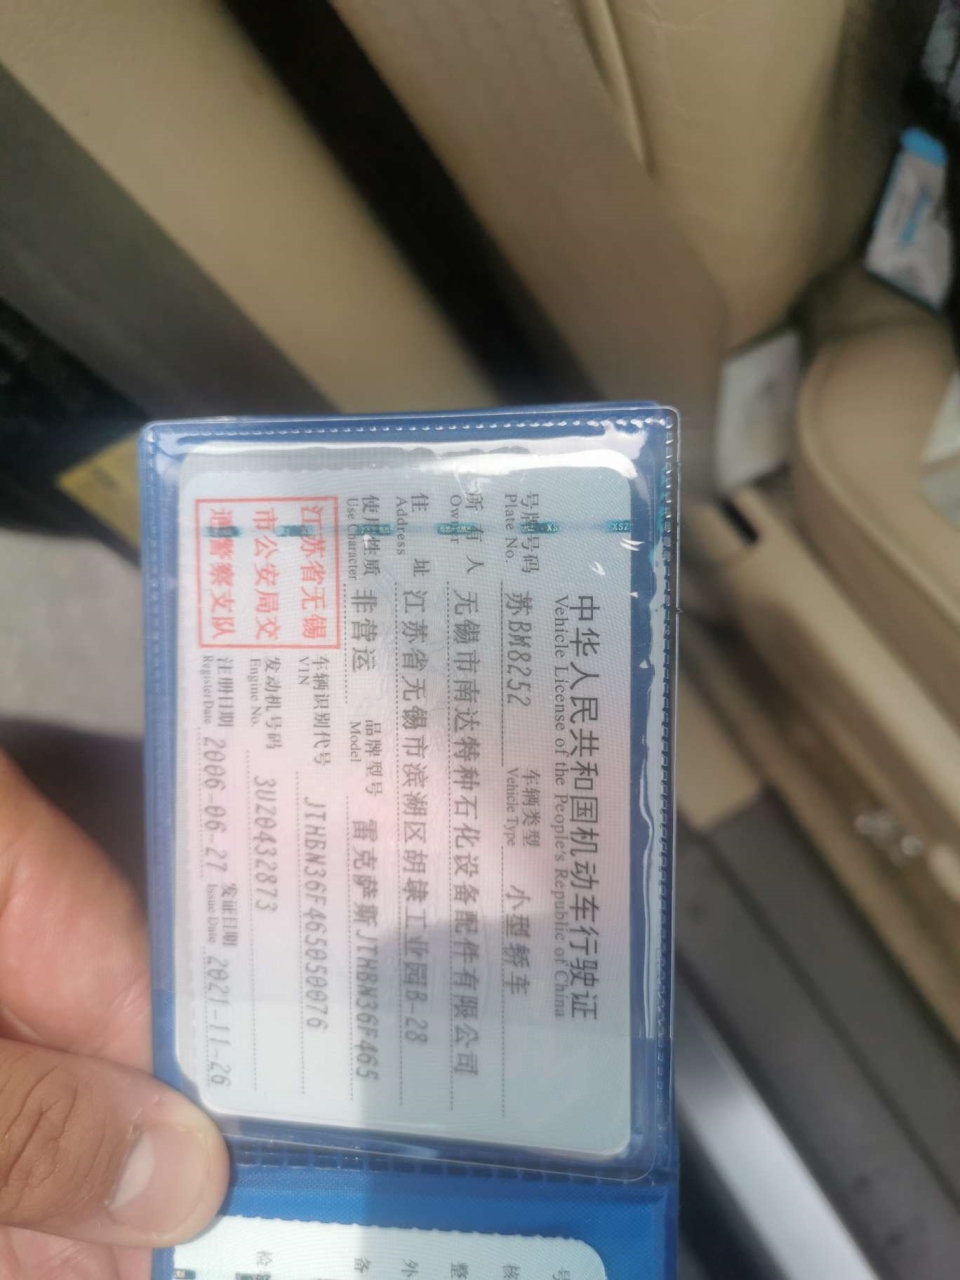 中华人民共和国机动车行驶证
Vehicle License of the People's Republic of China
号牌号码 苏BM8252 车辆类型 小型轿车
Plate No. Vehicle Type
所有人 无锡市南达特种石化设备配件有限公司
Owner
住址 江苏省无锡市滨湖区胡埭工业园B-28
Address
使用性质 非营运 品牌型号 雷克萨斯JTHBN36F465
Use Character Model
江苏省无锡
市公安局交
通警察支队
车辆识别代号 JTHBN36F465050076
VIN
发动机号码 3UZ0432873
Engine No.
注册日期 2006-06-27 发证日期 2021-11-26
Register Date Issue Date
号
核
整
外
备
检